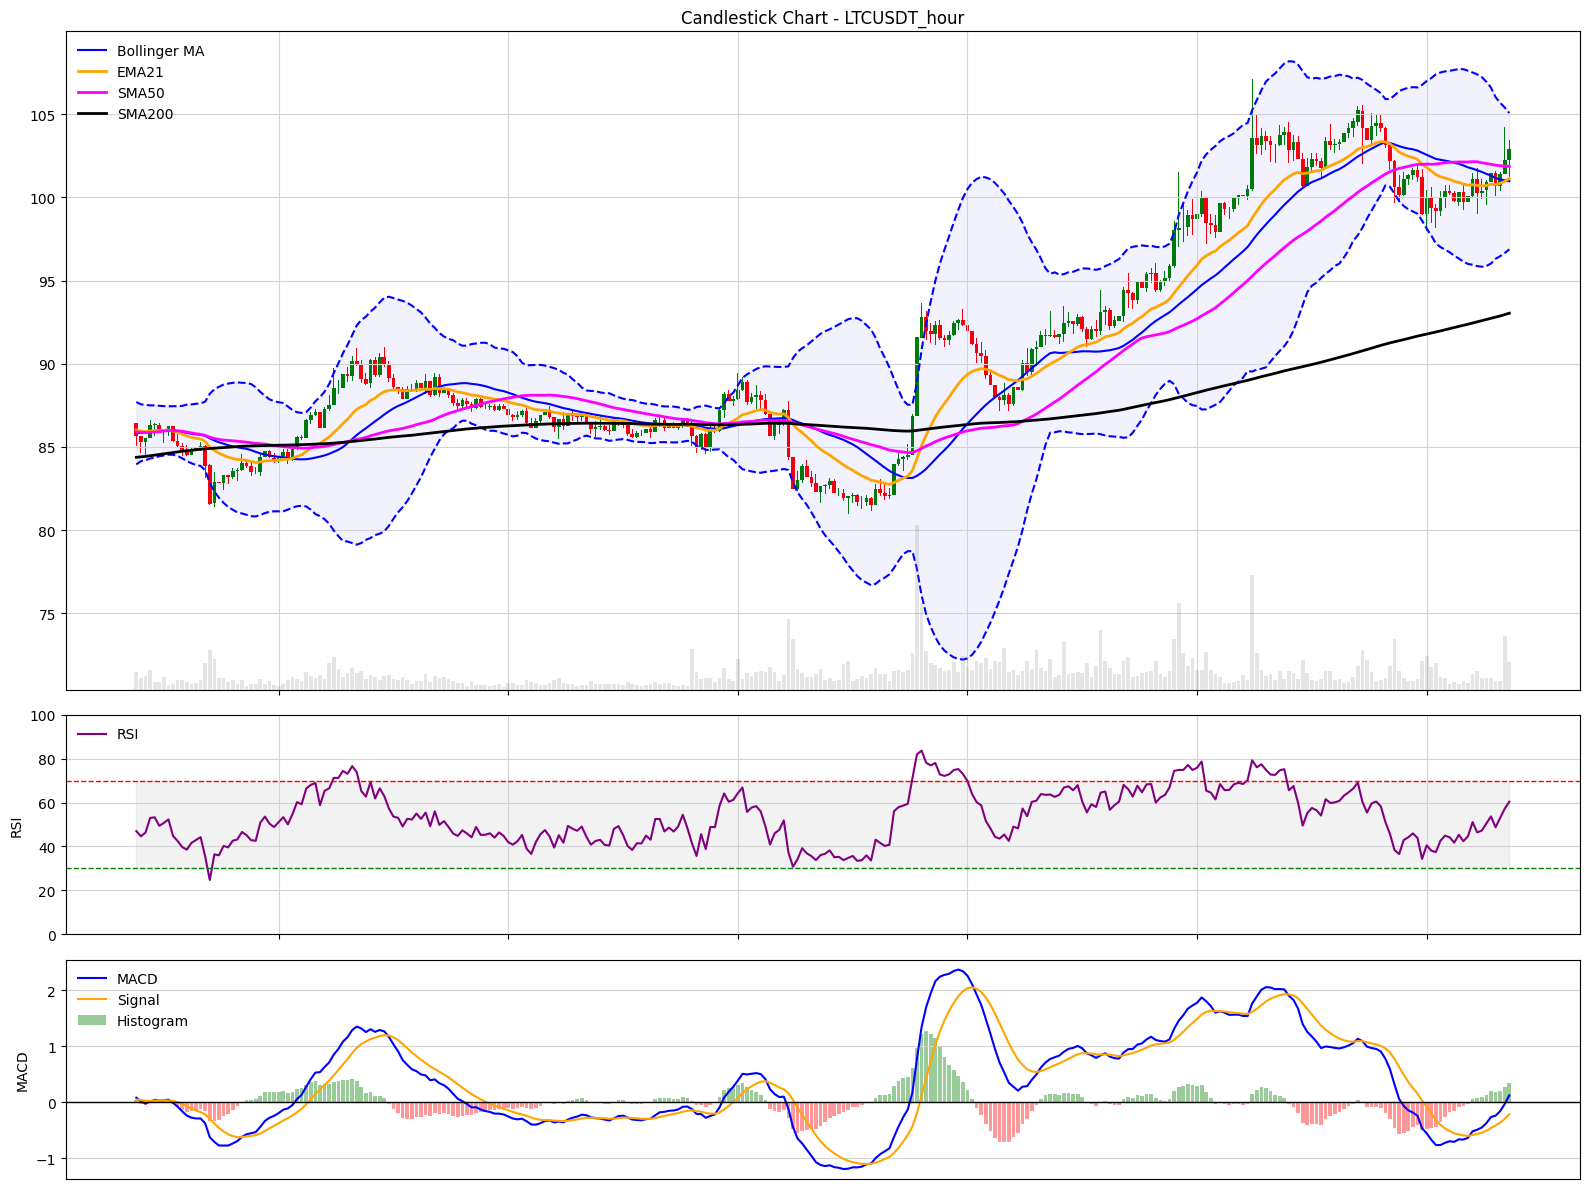 Candlestick Chart - LTCUSDT_hour
Bollinger MA
EMA21
SMA50
SMA200
105
100
95
90
85
80
75
RSI
100
80
60
40
20
0
RSI
MACD
Signal
Histogram
2
1
0
−1
MACD